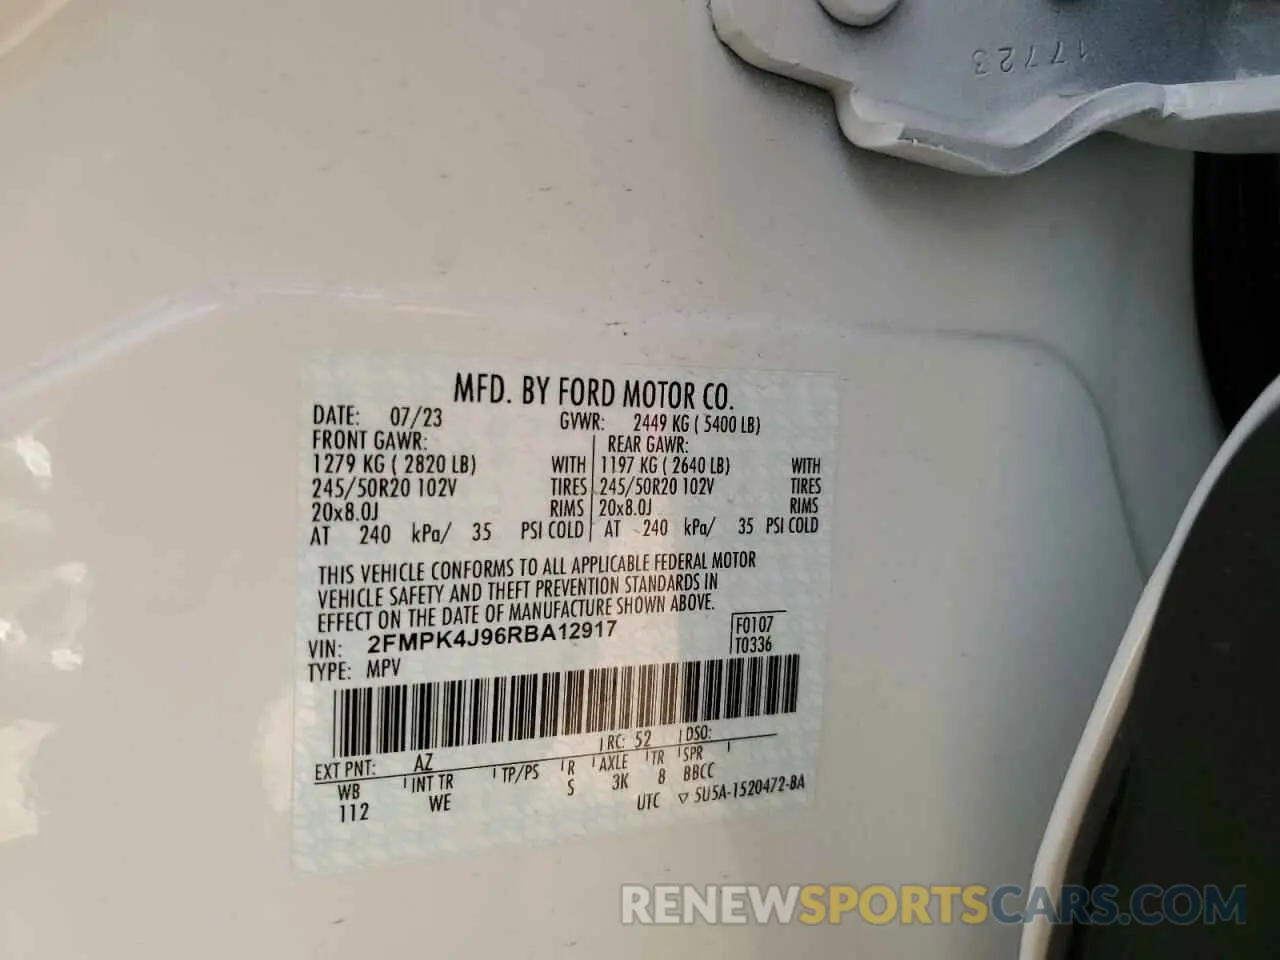 17723
MFD. BY FORD MOTOR CO.
DATE: 07/23 GVWR: 2449 KG ( 5400 LB)
FRONT GAWR: REAR GAWR:
1279 KG ( 2820 LB) WITH 1197 KG ( 2640 LB) WITH
245/50R20 102V TIRES 245/50R20 102V TIRES
20x8.0J RIMS 20x8.0J RIMS
AT 240 kPa/ 35 PSI COLD AT 240 kPa/ 35 PSI COLD
THIS VEHICLE CONFORMS TO ALL APPLICABLE FEDERAL MOTOR
VEHICLE SAFETY AND THEFT PREVENTION STANDARDS IN
EFFECT ON THE DATE OF MANUFACTURE SHOWN ABOVE.
VIN: 2FMPK4J96RBA12917 F0107
TYPE: MPV T0336
EXT PNT: AZ RC: 52 DSO:
WB INT TR TP/PS R AXLE TR SPR
112 WE S 3K 8 BBCC
UTC ▽ 5U5A-1520472-BA
RENEWSPORTSCARS.COM